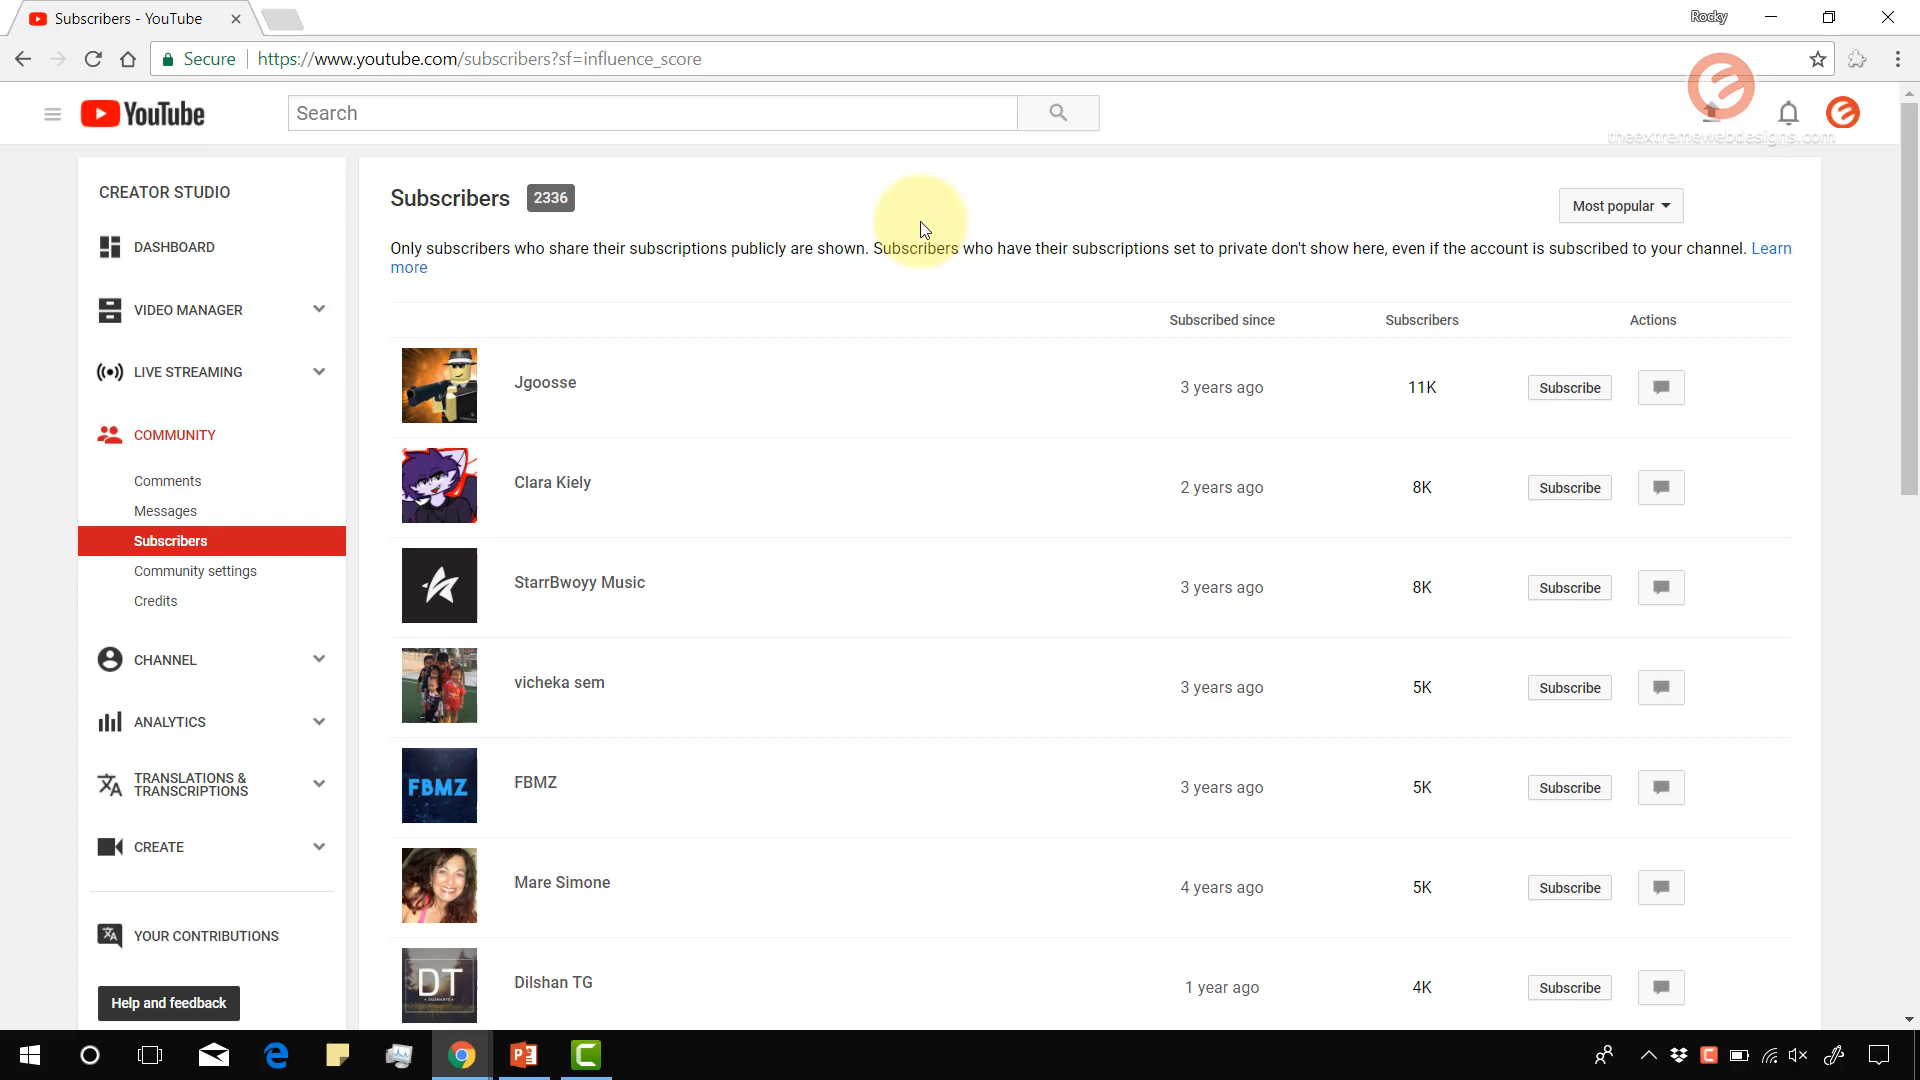 Subscribers - YouTube
Rocky
Secure
https://www.youtube.com/subscribers?sf=influence_score
YouTube
Search
theextremewebdesigns.com
CREATOR STUDIO
DASHBOARD
VIDEO MANAGER
LIVE STREAMING
COMMUNITY
Comments
Messages
Subscribers
Community settings
Credits
CHANNEL
ANALYTICS
TRANSLATIONS &
TRANSCRIPTIONS
CREATE
YOUR CONTRIBUTIONS
Help and feedback
Subscribers 2336
Most popular
Only subscribers who share their subscriptions publicly are shown. Subscribers who have their subscriptions set to private don't show here, even if the account is subscribed to your channel. Learn
more
Subscribed since Subscribers Actions
Jgoosse 3 years ago 11K Subscribe
Clara Kiely 2 years ago 8K Subscribe
StarrBwoyy Music 3 years ago 8K Subscribe
vicheka sem 3 years ago 5K Subscribe
FBMZ FBMZ 3 years ago 5K Subscribe
Mare Simone 4 years ago 5K Subscribe
DT Dilshan TG 1 year ago 4K Subscribe